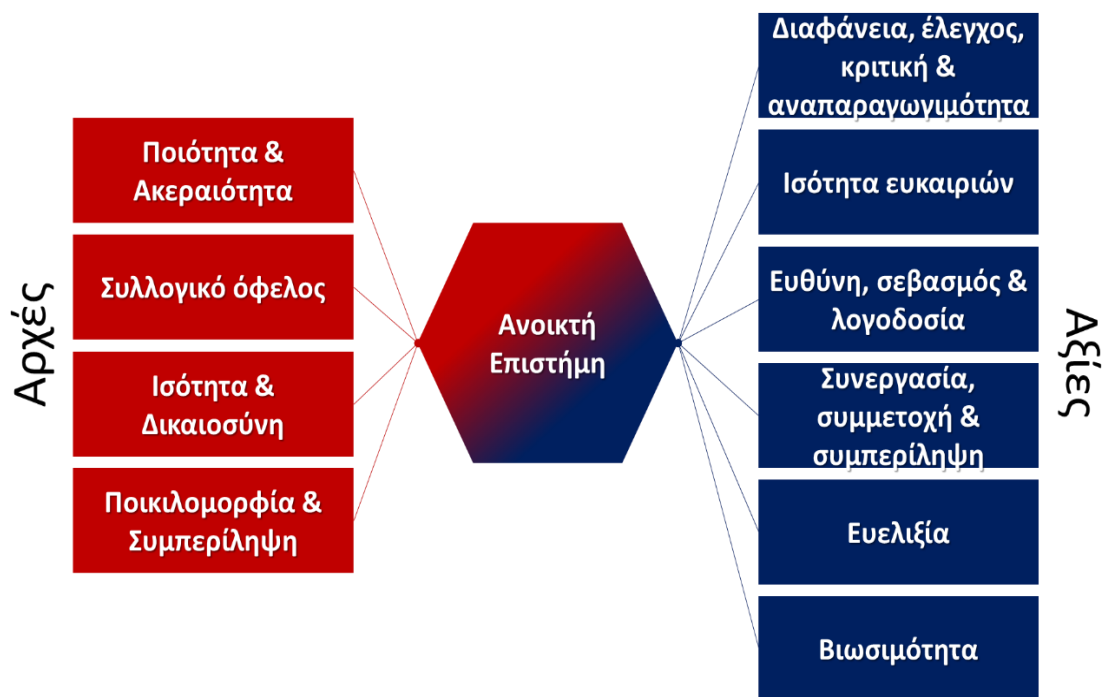 Αρχές
Ποιότητα &
Ακεραιότητα
Συλλογικό όφελος
Ισότητα &
Δικαιοσύνη
Ποικιλομορφία &
Συμπερίληψη
Ανοικτή
Επιστήμη
Διαφάνεια, έλεγχος,
κριτική &
αναπαραγωγιμότητα
Ισότητα ευκαιριών
Ευθύνη, σεβασμός &
λογοδοσία
Συνεργασία,
συμμετοχή &
συμπερίληψη
Ευελιξία
Βιωσιμότητα
Αξίες